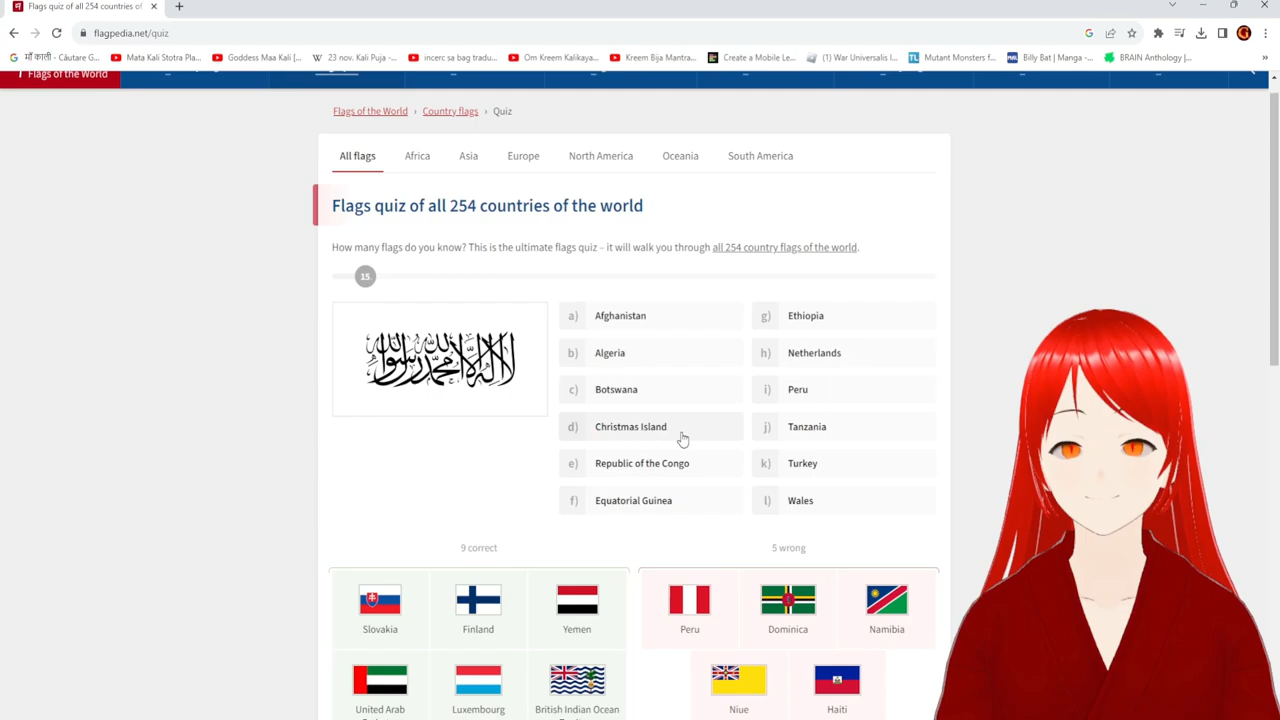 Flags quiz of all 254 countries of
flagpedia.net/quiz
माँ काली - Căutare G...
Mata Kali Stotra Pla...
Goddess Maa Kali [...
23 nov. Kali Puja -...
incerc sa bag tradu...
Om Kreem Kalikaya...
Kreem Bija Mantra...
Create a Mobile Le...
(1) War Universalis I...
Mutant Monsters f...
Billy Bat | Manga -...
BRAIN Anthology |...
Flags of the World
Flags of the World › Country flags › Quiz
All flags Africa Asia Europe North America Oceania South America
Flags quiz of all 254 countries of the world
How many flags do you know? This is the ultimate flags quiz – it will walk you through all 254 country flags of the world.
15
لا إله إلا الله محمد رسول الله
a) Afghanistan
b) Algeria
c) Botswana
d) Christmas Island
e) Republic of the Congo
f) Equatorial Guinea
g) Ethiopia
h) Netherlands
i) Peru
j) Tanzania
k) Turkey
l) Wales
9 correct
5 wrong
Slovakia Finland Yemen
Peru Dominica Namibia
United Arab
Luxembourg
British Indian Ocean
Niue Haiti